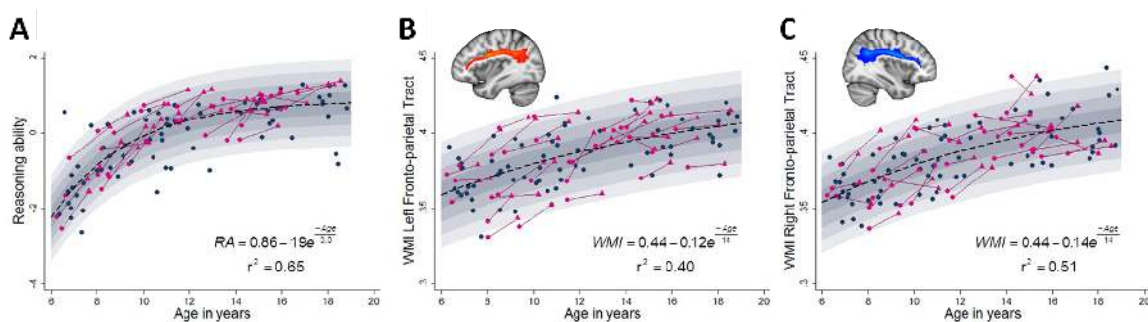 A
Reasoning ability
2
0
-2
-4
6 8 10 12 14 16 18 20
Age in years
RA = 0.86 – 19e
r² = 0.65
B
WMI Left Fronto-parietal Tract
.45
.4
.35
.3
6 8 10 12 14 16 18 20
Age in years
WMI = 0.44 – 0.12e^(-Age/14)
r² = 0.40
C
WMI Right Fronto-parietal Tract
.45
.4
.35
.3
6 8 10 12 14 16 18 20
Age in years
WMI = 0.44 – 0.14e^(-Age/14)
r² = 0.51